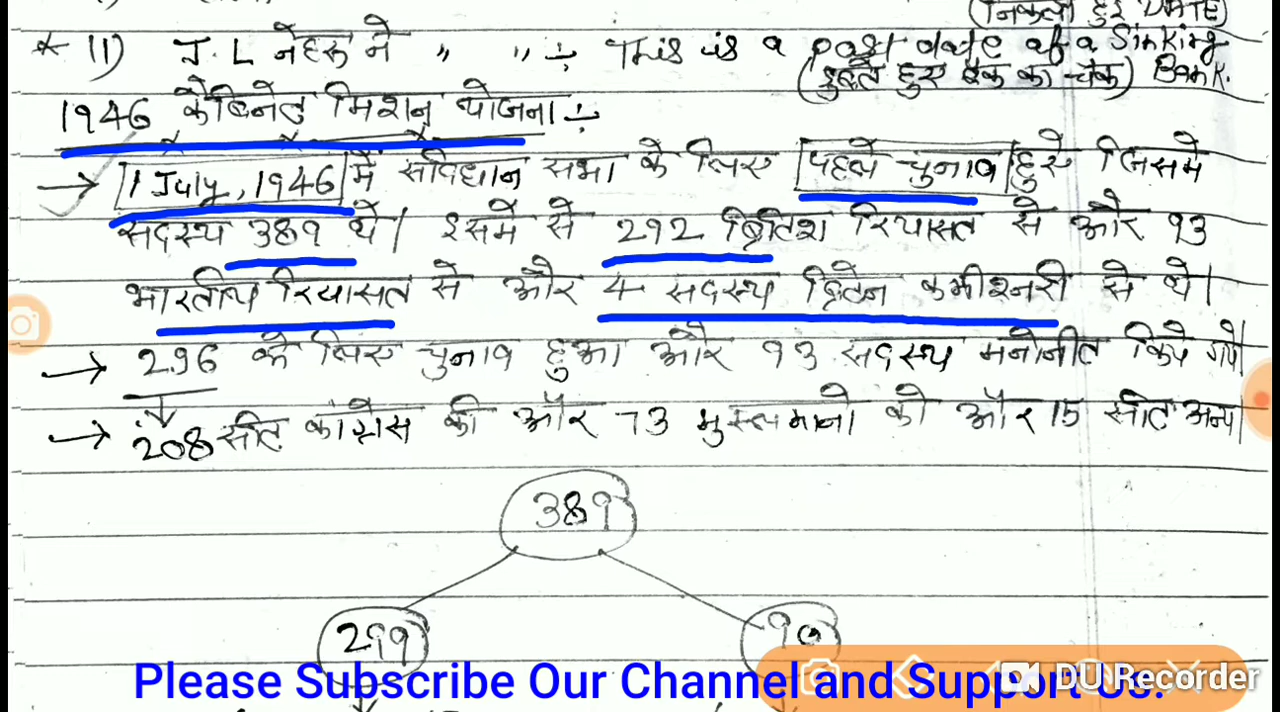 (निकली हुई DATE)
* 11) J. L नेहरू ने " " :- This is a past date of a Sinking
(डुबते हुए बैंक का चेक) Bank.
1946 कैबिनेट मिशन योजना :-
→ 1 July, 1946 में संविधान सभा के लिए पहले चुनाव हुऐ जिसमे
सदस्य 389 थे। इसमे से 292 ब्रिटिश रियासत से और 93
भारतीय रियासत से और 4 सदस्य ब्रिटेन कमीश्नरी से थे।
→ 296 के लिए चुनाव हुआ और 93 सदस्य मनोनीत किये गये
→ 208 सीट कांग्रेस की और 73 मुस्लमानो को और 15 सीट अन्य
389
299 90
Please Subscribe Our Channel and Support Us.
DU Recorder